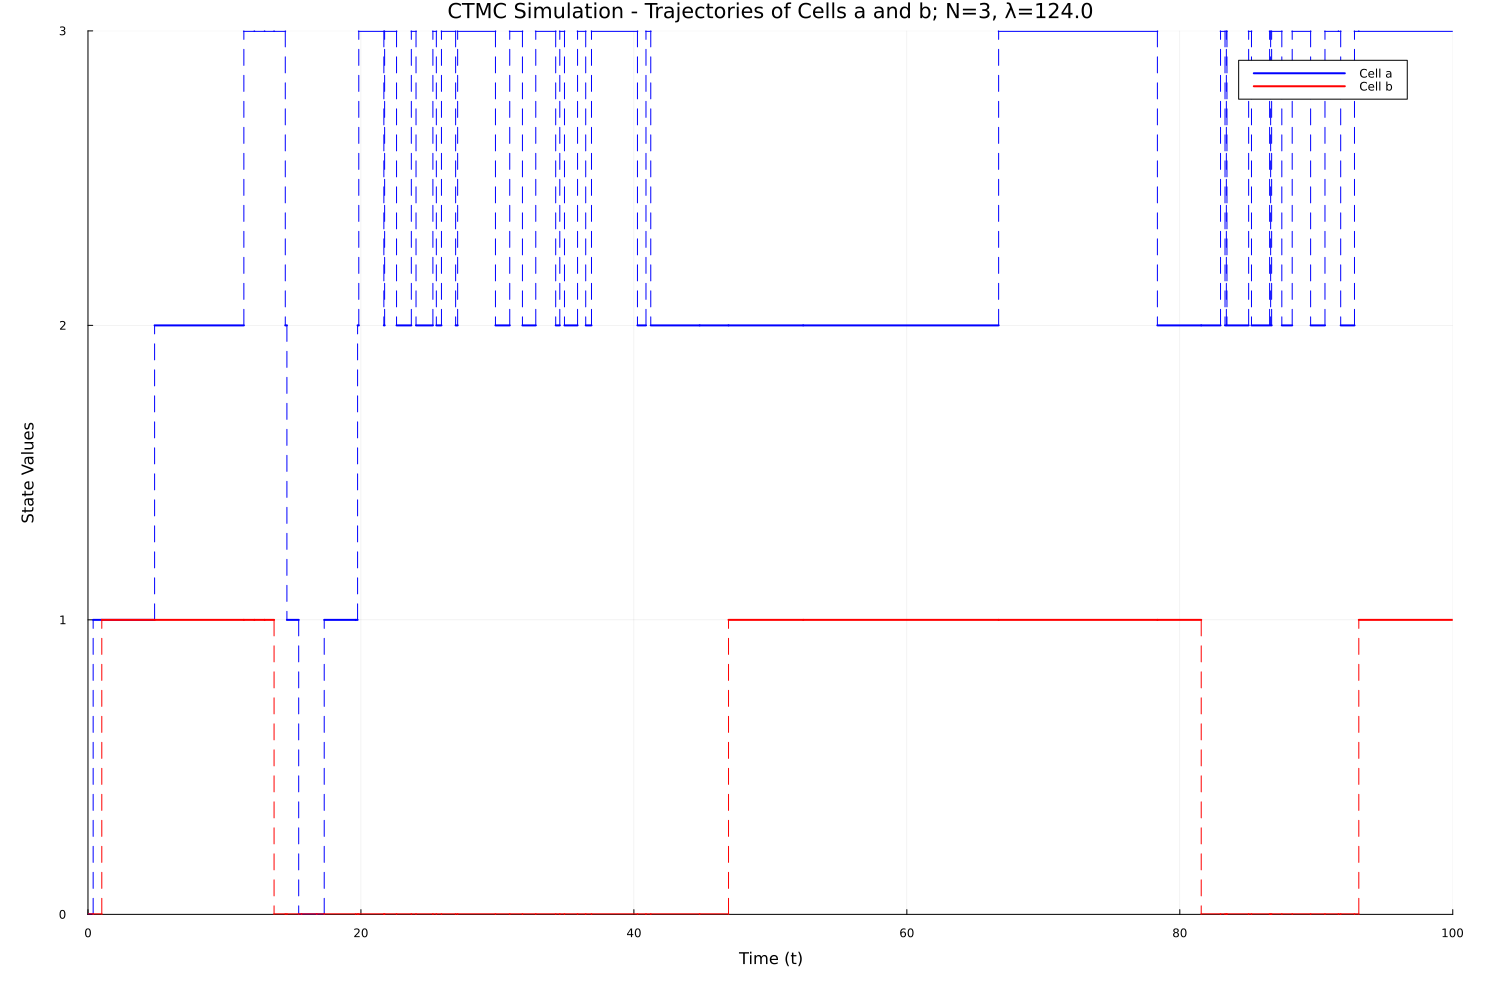 CTMC Simulation - Trajectories of Cells a and b; N=3, λ=124.0
3
Cell a
Cell b
2
State Values
1
0
0 20 40 60 80 100
Time (t)